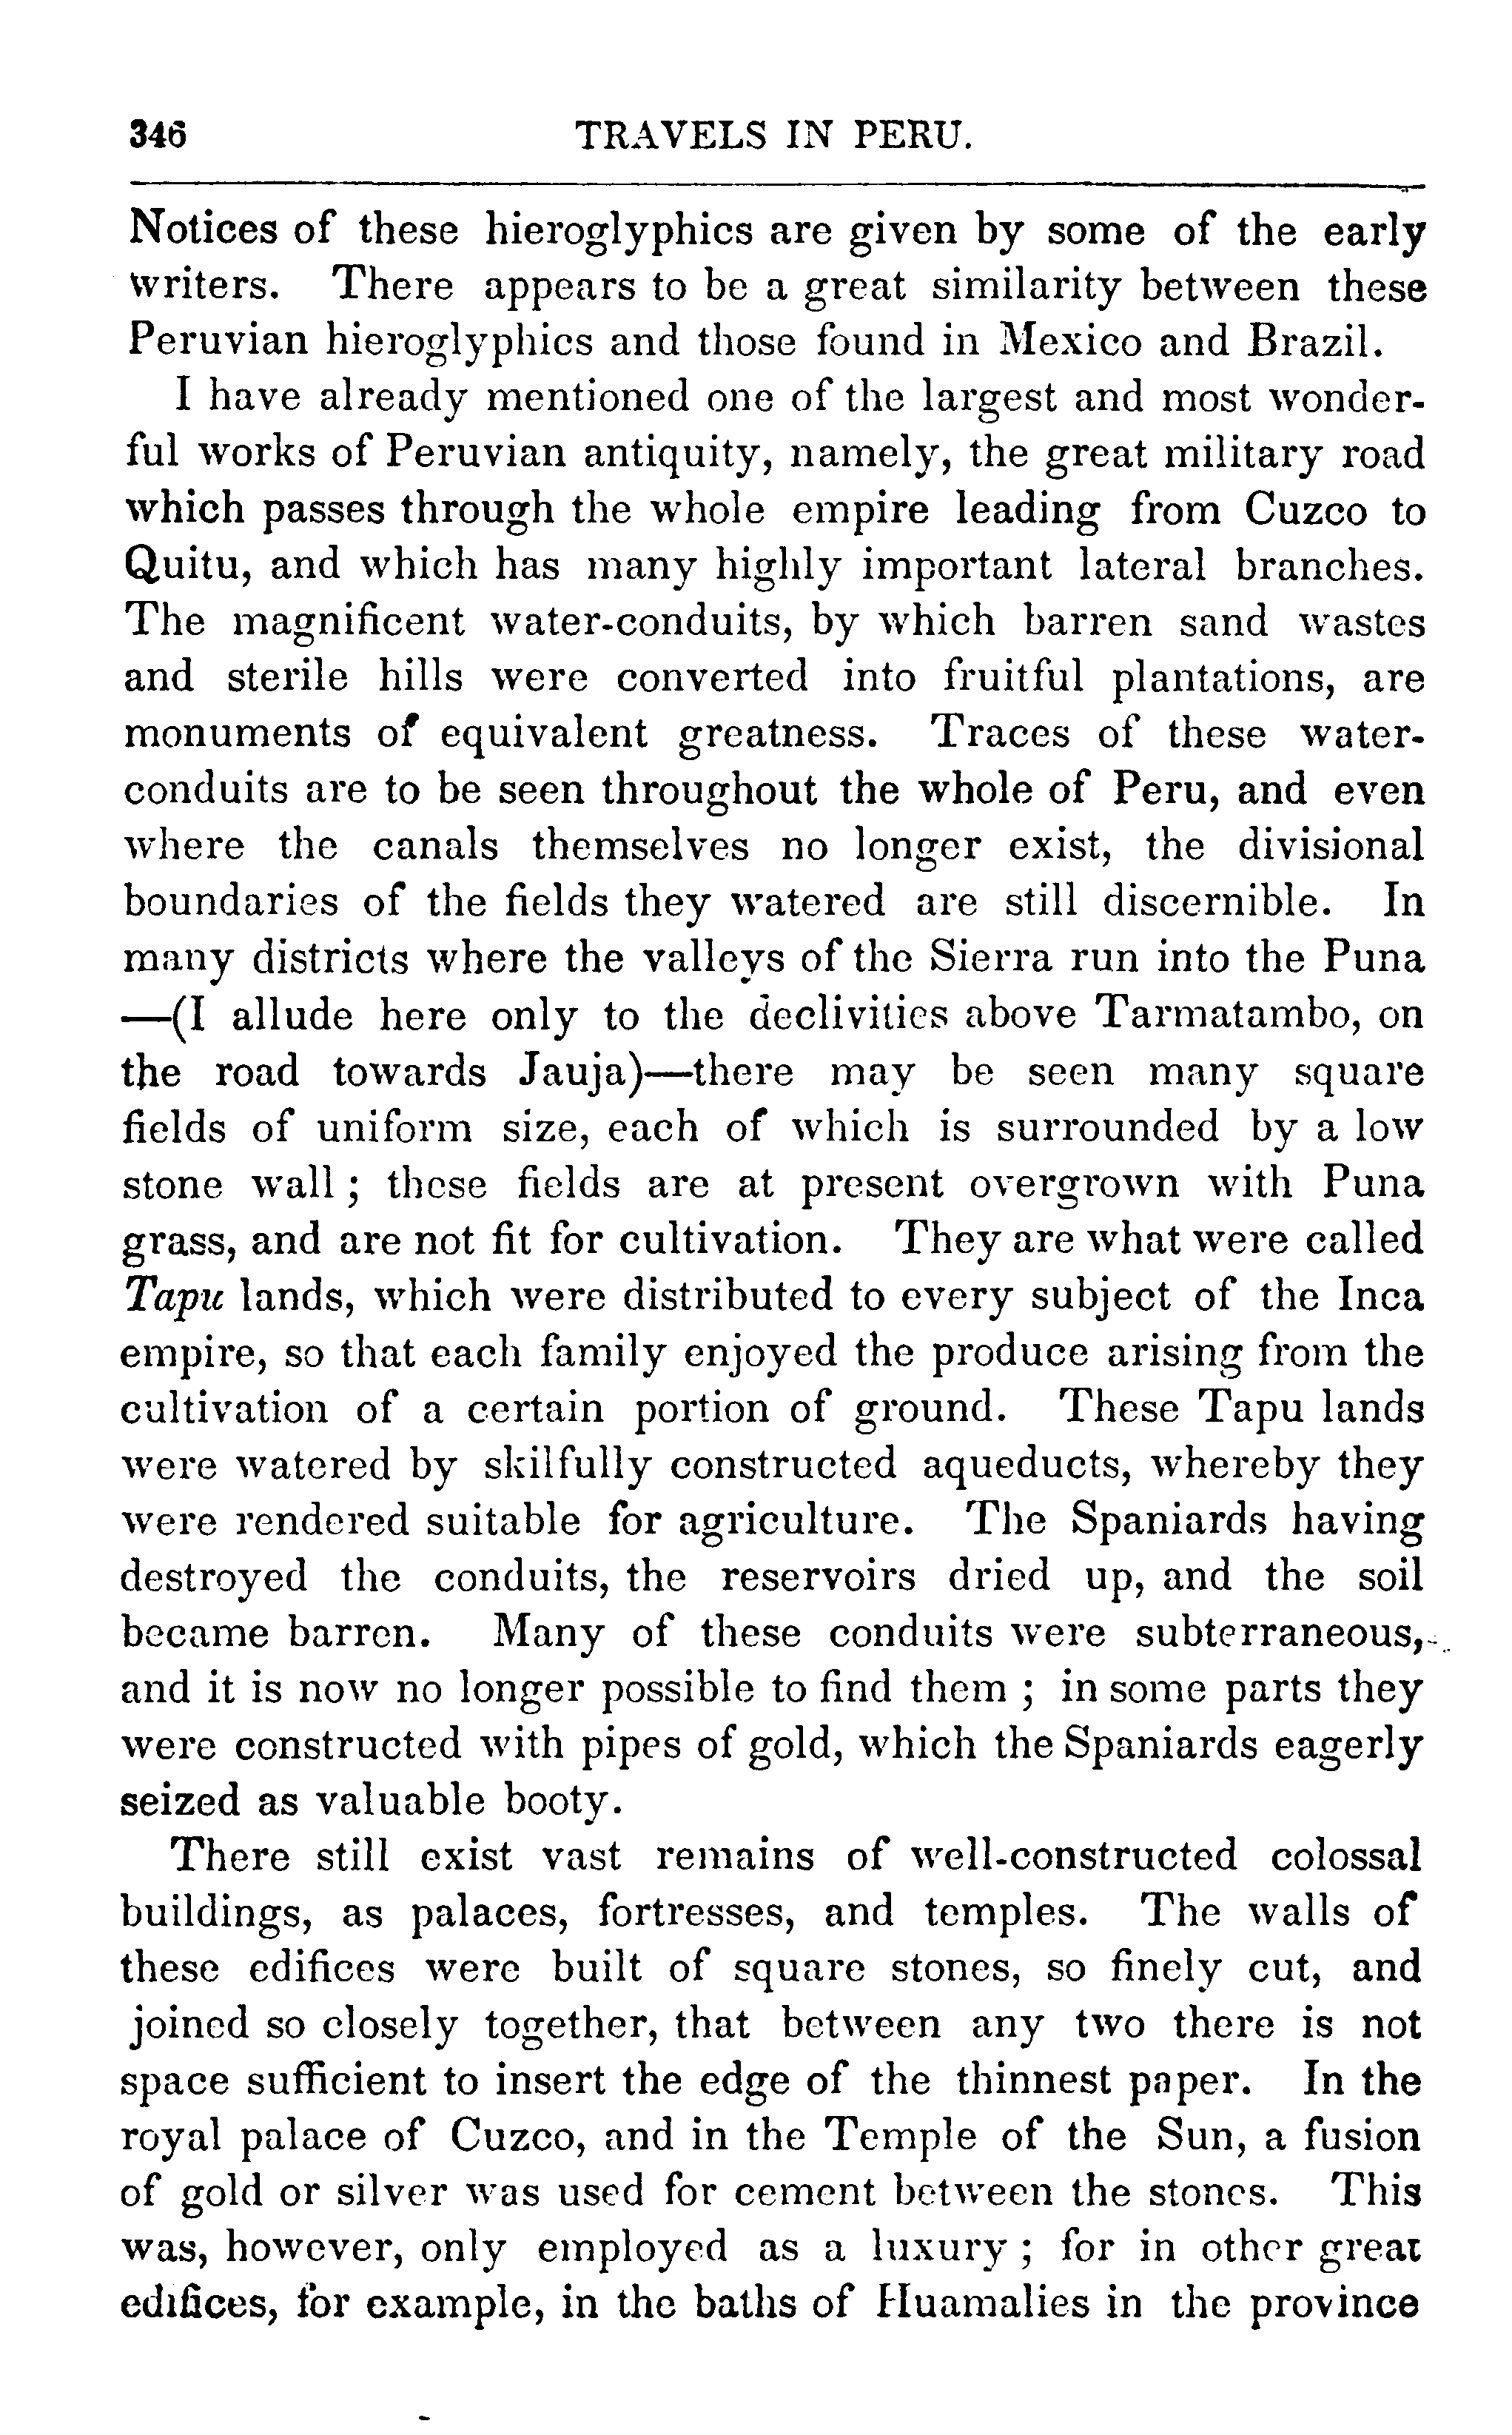 346 TRAVELS IN PERU.
Notices of these hieroglyphics are given by some of the early
writers. There appears to be a great similarity between these
Peruvian hieroglyphics and those found in Mexico and Brazil.
I have already mentioned one of the largest and most wonder-
ful works of Peruvian antiquity, namely, the great military road
which passes through the whole empire leading from Cuzco to
Quitu, and which has many highly important lateral branches.
The magnificent water-conduits, by which barren sand wastes
and sterile hills were converted into fruitful plantations, are
monuments of equivalent greatness. Traces of these water-
conduits are to be seen throughout the whole of Peru, and even
where the canals themselves no longer exist, the divisional
boundaries of the fields they watered are still discernible. In
many districts where the valleys of the Sierra run into the Puna
—(I allude here only to the declivities above Tarmatambo, on
the road towards Jauja)—there may be seen many square
fields of uniform size, each of which is surrounded by a low
stone wall; these fields are at present overgrown with Puna
grass, and are not fit for cultivation. They are what were called
Tapu lands, which were distributed to every subject of the Inca
empire, so that each family enjoyed the produce arising from the
cultivation of a certain portion of ground. These Tapu lands
were watered by skilfully constructed aqueducts, whereby they
were rendered suitable for agriculture. The Spaniards having
destroyed the conduits, the reservoirs dried up, and the soil
became barren. Many of these conduits were subterraneous,
and it is now no longer possible to find them; in some parts they
were constructed with pipes of gold, which the Spaniards eagerly
seized as valuable booty.
There still exist vast remains of well-constructed colossal
buildings, as palaces, fortresses, and temples. The walls of
these edifices were built of square stones, so finely cut, and
joined so closely together, that between any two there is not
space sufficient to insert the edge of the thinnest paper. In the
royal palace of Cuzco, and in the Temple of the Sun, a fusion
of gold or silver was used for cement between the stones. This
was, however, only employed as a luxury; for in other great
edifices, for example, in the baths of Huamalies in the province